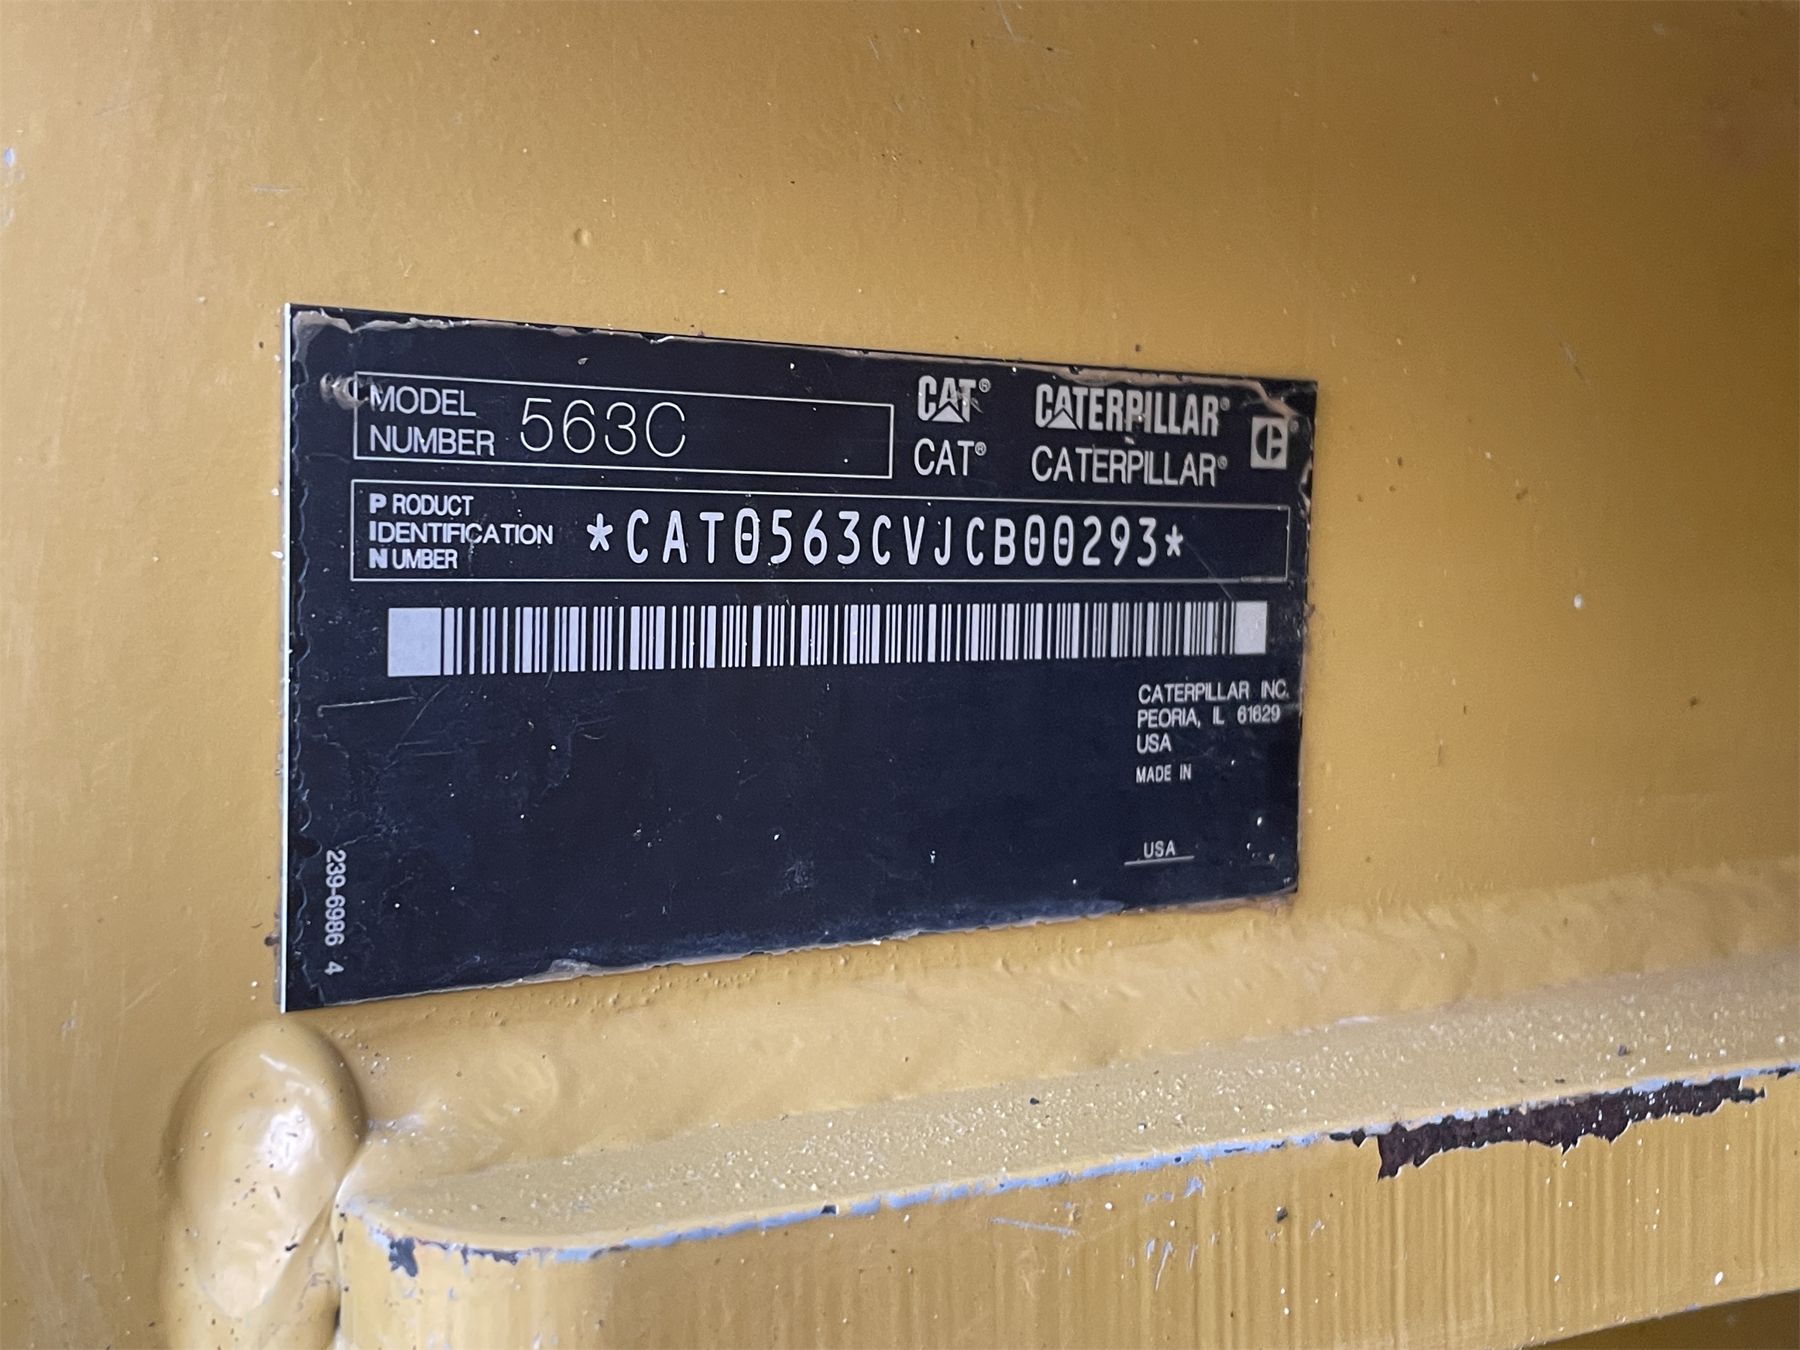 MODEL NUMBER 563C
CAT® CATERPILLAR®
CAT® CATERPILLAR®
PRODUCT
IDENTIFICATION
NUMBER
*CAT0563CVJCB00293*
CATERPILLAR INC.
PEORIA, IL 61629
USA
MADE IN
USA
239-6986 4